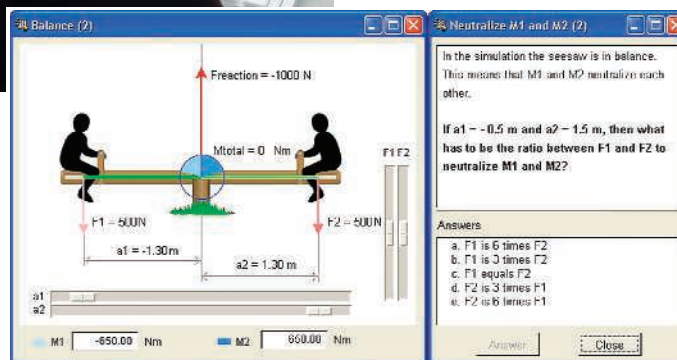 Balance (2)
Freaction = -1000 N
Mtotal = 0 Nm
F1 F2
F1 = 500N
F2 = 500N
a1 = -1.30 m
a2 = 1.30 m
a1
a2
M1 -650.00 Nm M2 650.00 Nm
Neutralize M1 and M2 (2)
In the simulation the seesaw is in balance.
This means that M1 and M2 neutralize each
other.
If a1 = -0.5 m and a2 = 1.5 m, then what
has to be the ratio between F1 and F2 to
neutralize M1 and M2?
Answers
a. F1 is 6 times F2
b. F1 is 3 times F2
c. F1 equals F2
d. F2 is 3 times F1
e. F2 is 6 times F1
Answer Close